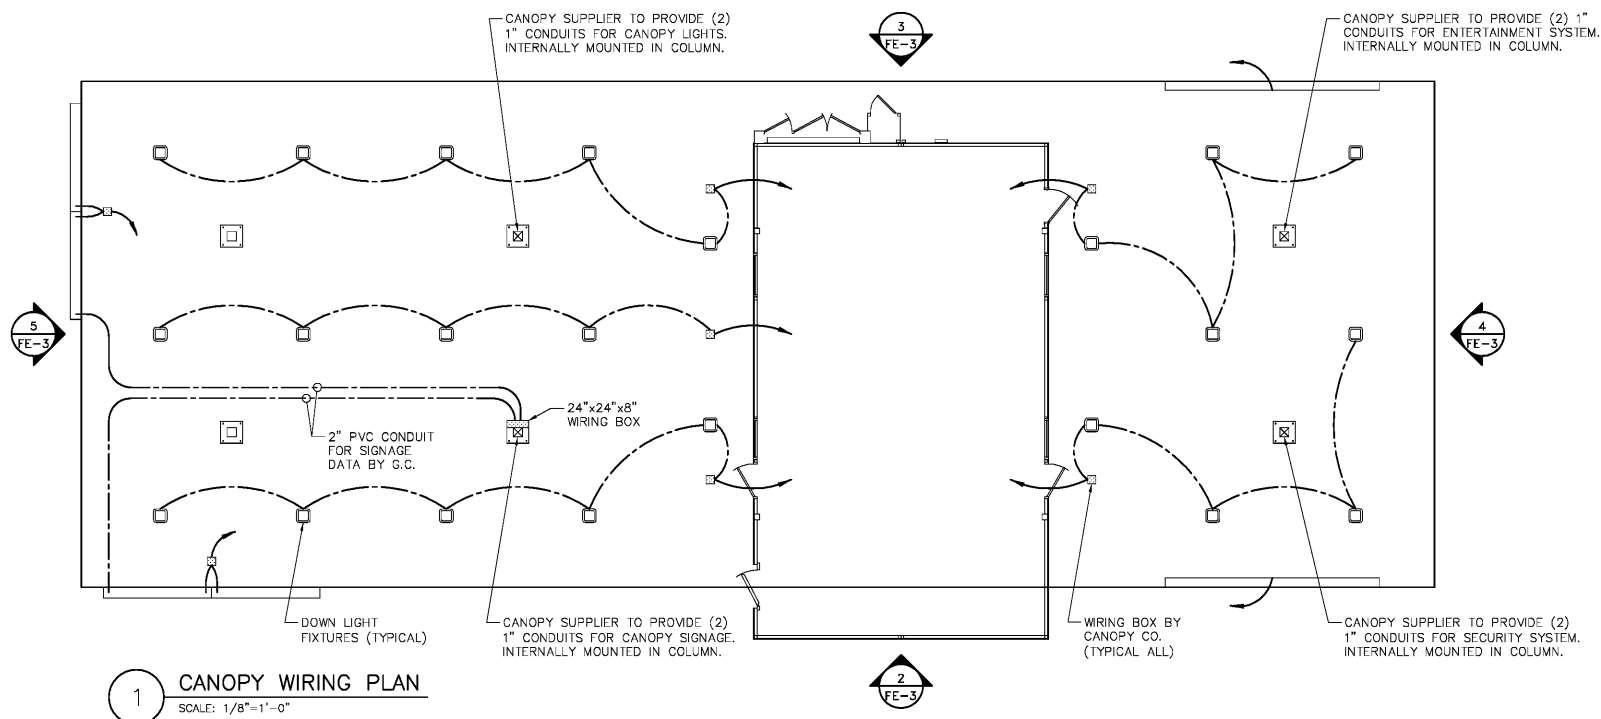 CANOPY SUPPLIER TO PROVIDE (2)
1" CONDUITS FOR CANOPY LIGHTS.
INTERNALLY MOUNTED IN COLUMN.
3
FE-3
CANOPY SUPPLIER TO PROVIDE (2) 1"
CONDUITS FOR ENTERTAINMENT SYSTEM.
INTERNALLY MOUNTED IN COLUMN.
5
FE-3
4
FE-3
24"x24"x8"
WIRING BOX
2" PVC CONDUIT
FOR SIGNAGE
DATA BY G.C.
DOWN LIGHT
FIXTURES (TYPICAL)
CANOPY SUPPLIER TO PROVIDE (2)
1" CONDUITS FOR CANOPY SIGNAGE.
INTERNALLY MOUNTED IN COLUMN.
WIRING BOX BY
CANOPY CO.
(TYPICAL ALL)
CANOPY SUPPLIER TO PROVIDE (2)
1" CONDUITS FOR SECURITY SYSTEM.
INTERNALLY MOUNTED IN COLUMN.
2
FE-3
1
CANOPY WIRING PLAN
SCALE: 1/8"=1'-0"